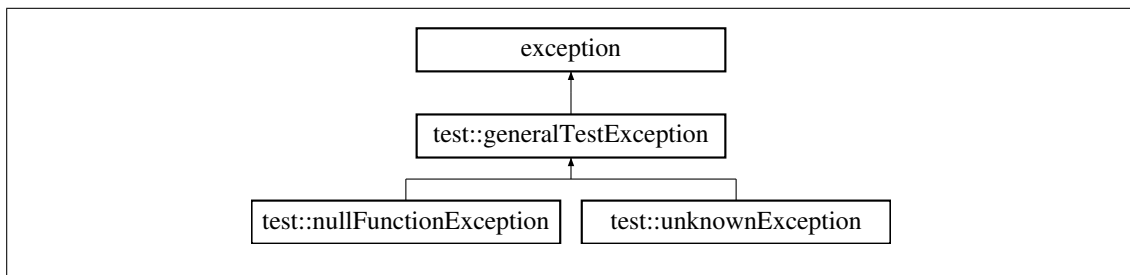 exception
test::generalTestException
test::nullFunctionException
test::unknownException